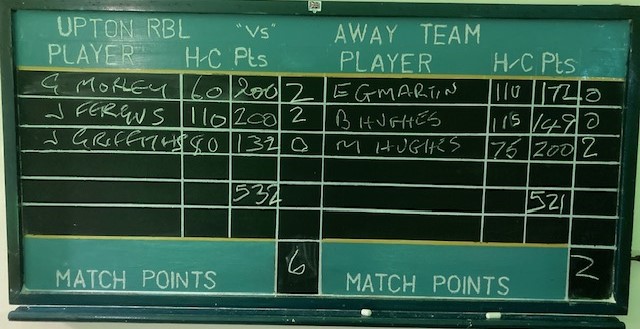 UPTON RBL "Vs" AWAY TEAM
PLAYER H/C Pts PLAYER H/C Pts
G MORLEY 60 200 2 E G MARTIN 110 172 0
J FERGUS 110 200 2 B HUGHES 115 149 0
J GRIFFITHS 80 132 0 M HUGHES 75 200 2
532 521
MATCH POINTS 6 MATCH POINTS 2